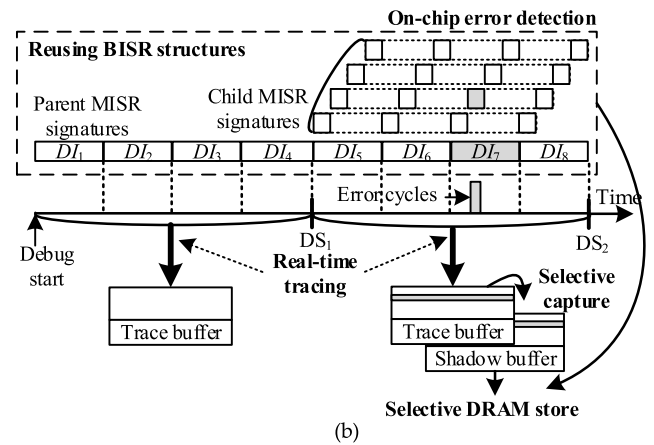 On-chip error detection
Reusing BISR structures
Parent MISR
signatures
Child MISR
signatures
DI1 DI2 DI3 DI4 DI5 DI6 DI7 DI8
Error cycles
Time
Debug
start
DS1
DS2
Real-time
tracing
Selective
capture
Trace buffer
Trace buffer
Shadow buffer
Selective DRAM store
(b)